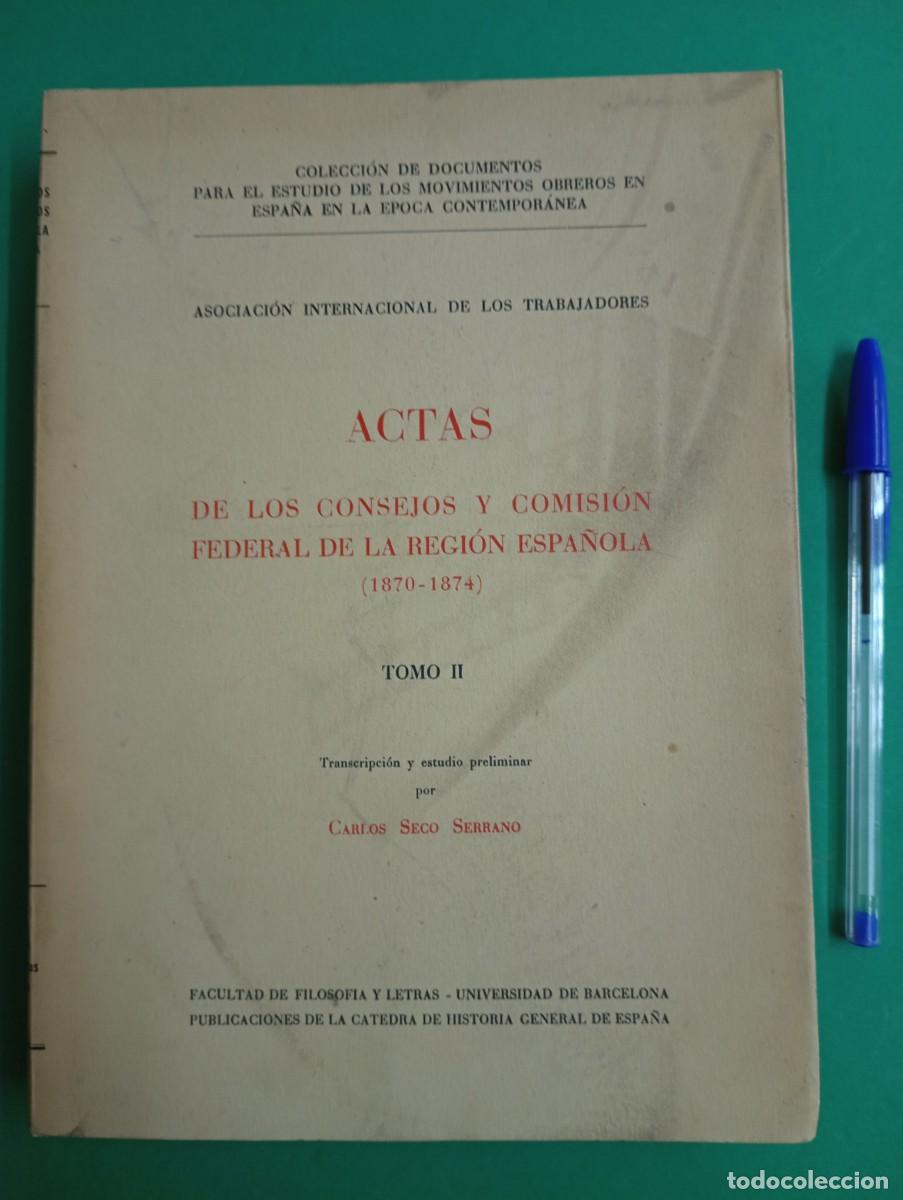 COLECCIÓN DE DOCUMENTOS
PARA EL ESTUDIO DE LOS MOVIMIENTOS OBREROS EN
ESPAÑA EN LA EPOCA CONTEMPORÁNEA
ASOCIACIÓN INTERNACIONAL DE LOS TRABAJADORES
ACTAS
DE LOS CONSEJOS Y COMISIÓN
FEDERAL DE LA REGIÓN ESPAÑOLA
(1870-1874)
TOMO II
Transcripción y estudio preliminar
por
CARLOS SECO SERRANO
FACULTAD DE FILOSOFIA Y LETRAS - UNIVERSIDAD DE BARCELONA
PUBLICACIONES DE LA CATEDRA DE HISTORIA GENERAL DE ESPAÑA
todocoleccion